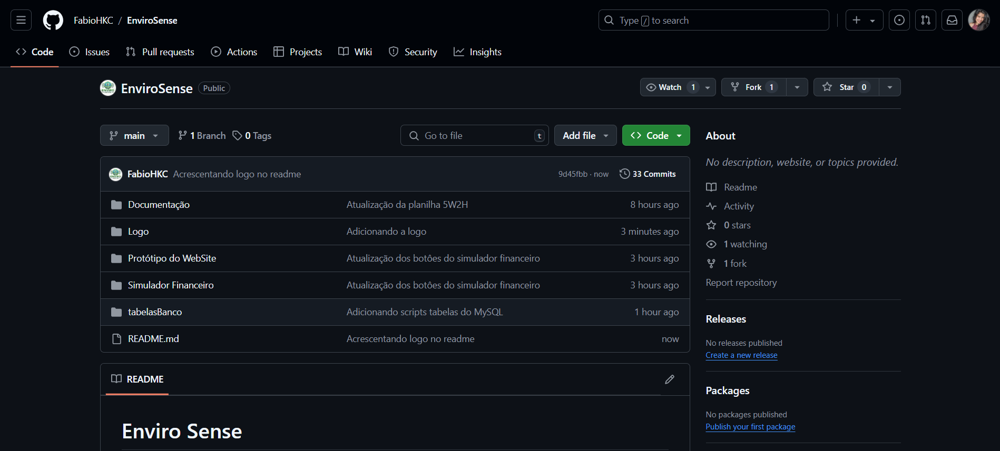 FabioHKC / EnviroSense
Type / to search
Code Issues Pull requests Actions Projects Wiki Security Insights
EnviroSense Public
Watch 1 Fork 1 Star 0
main 1 Branch 0 Tags
Go to file t Add file Code
FabioHKC Acrescentando logo no readme 9d45fbb · now 33 Commits
Documentação Atualização da planilha 5W2H 8 hours ago
Logo Adicionando a logo 3 minutes ago
Protótipo do WebSite Atualização dos botôes do simulador financeiro 3 hours ago
Simulador Financeiro Atualização dos botôes do simulador financeiro 3 hours ago
tabelasBanco Adicionando scripts tabelas do MySQL 1 hour ago
README.md Acrescentando logo no readme now
README
Enviro Sense
About
No description, website, or topics provided.
Readme
Activity
0 stars
1 watching
1 fork
Report repository
Releases
No releases published
Create a new release
Packages
No packages published
Publish your first package